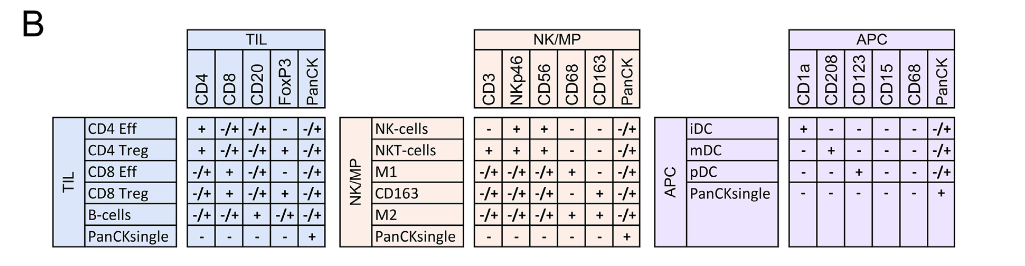 B
TIL NK/MP APC
CD4 CD8 CD20 FoxP3 PanCK CD3 NKp46 CD56 CD68 CD163 PanCK CD1a CD208 CD123 CD15 CD68 PanCK
TIL NK/MP APC
CD4 Eff + -/+ -/+ - -/+ NK-cells - + + - - -/+ iDC + - - - - -/+
CD4 Treg + -/+ -/+ + -/+ NKT-cells + + + - - -/+ mDC - + - - - -/+
CD8 Eff -/+ + -/+ - -/+ M1 -/+ -/+ -/+ + - -/+ pDC - - + - - -/+
CD8 Treg -/+ + -/+ + -/+ CD163 -/+ -/+ -/+ - + -/+ PanCKsingle - - - - - +
B-cells -/+ -/+ + -/+ -/+ M2 -/+ -/+ -/+ + + -/+
PanCKsingle - - - - + PanCKsingle - - - - - +